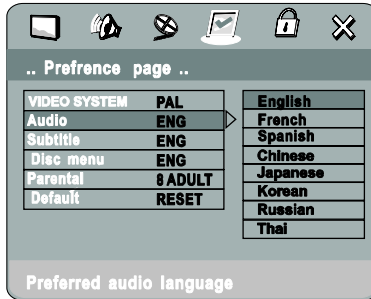 .. Prefrence page ..
VIDEO SYSTEM PAL
Audio ENG
Subtitle ENG
Disc menu ENG
Parental 8 ADULT
Default RESET
English
French
Spanish
Chinese
Japanese
Korean
Russian
Thai
Preferred audio language